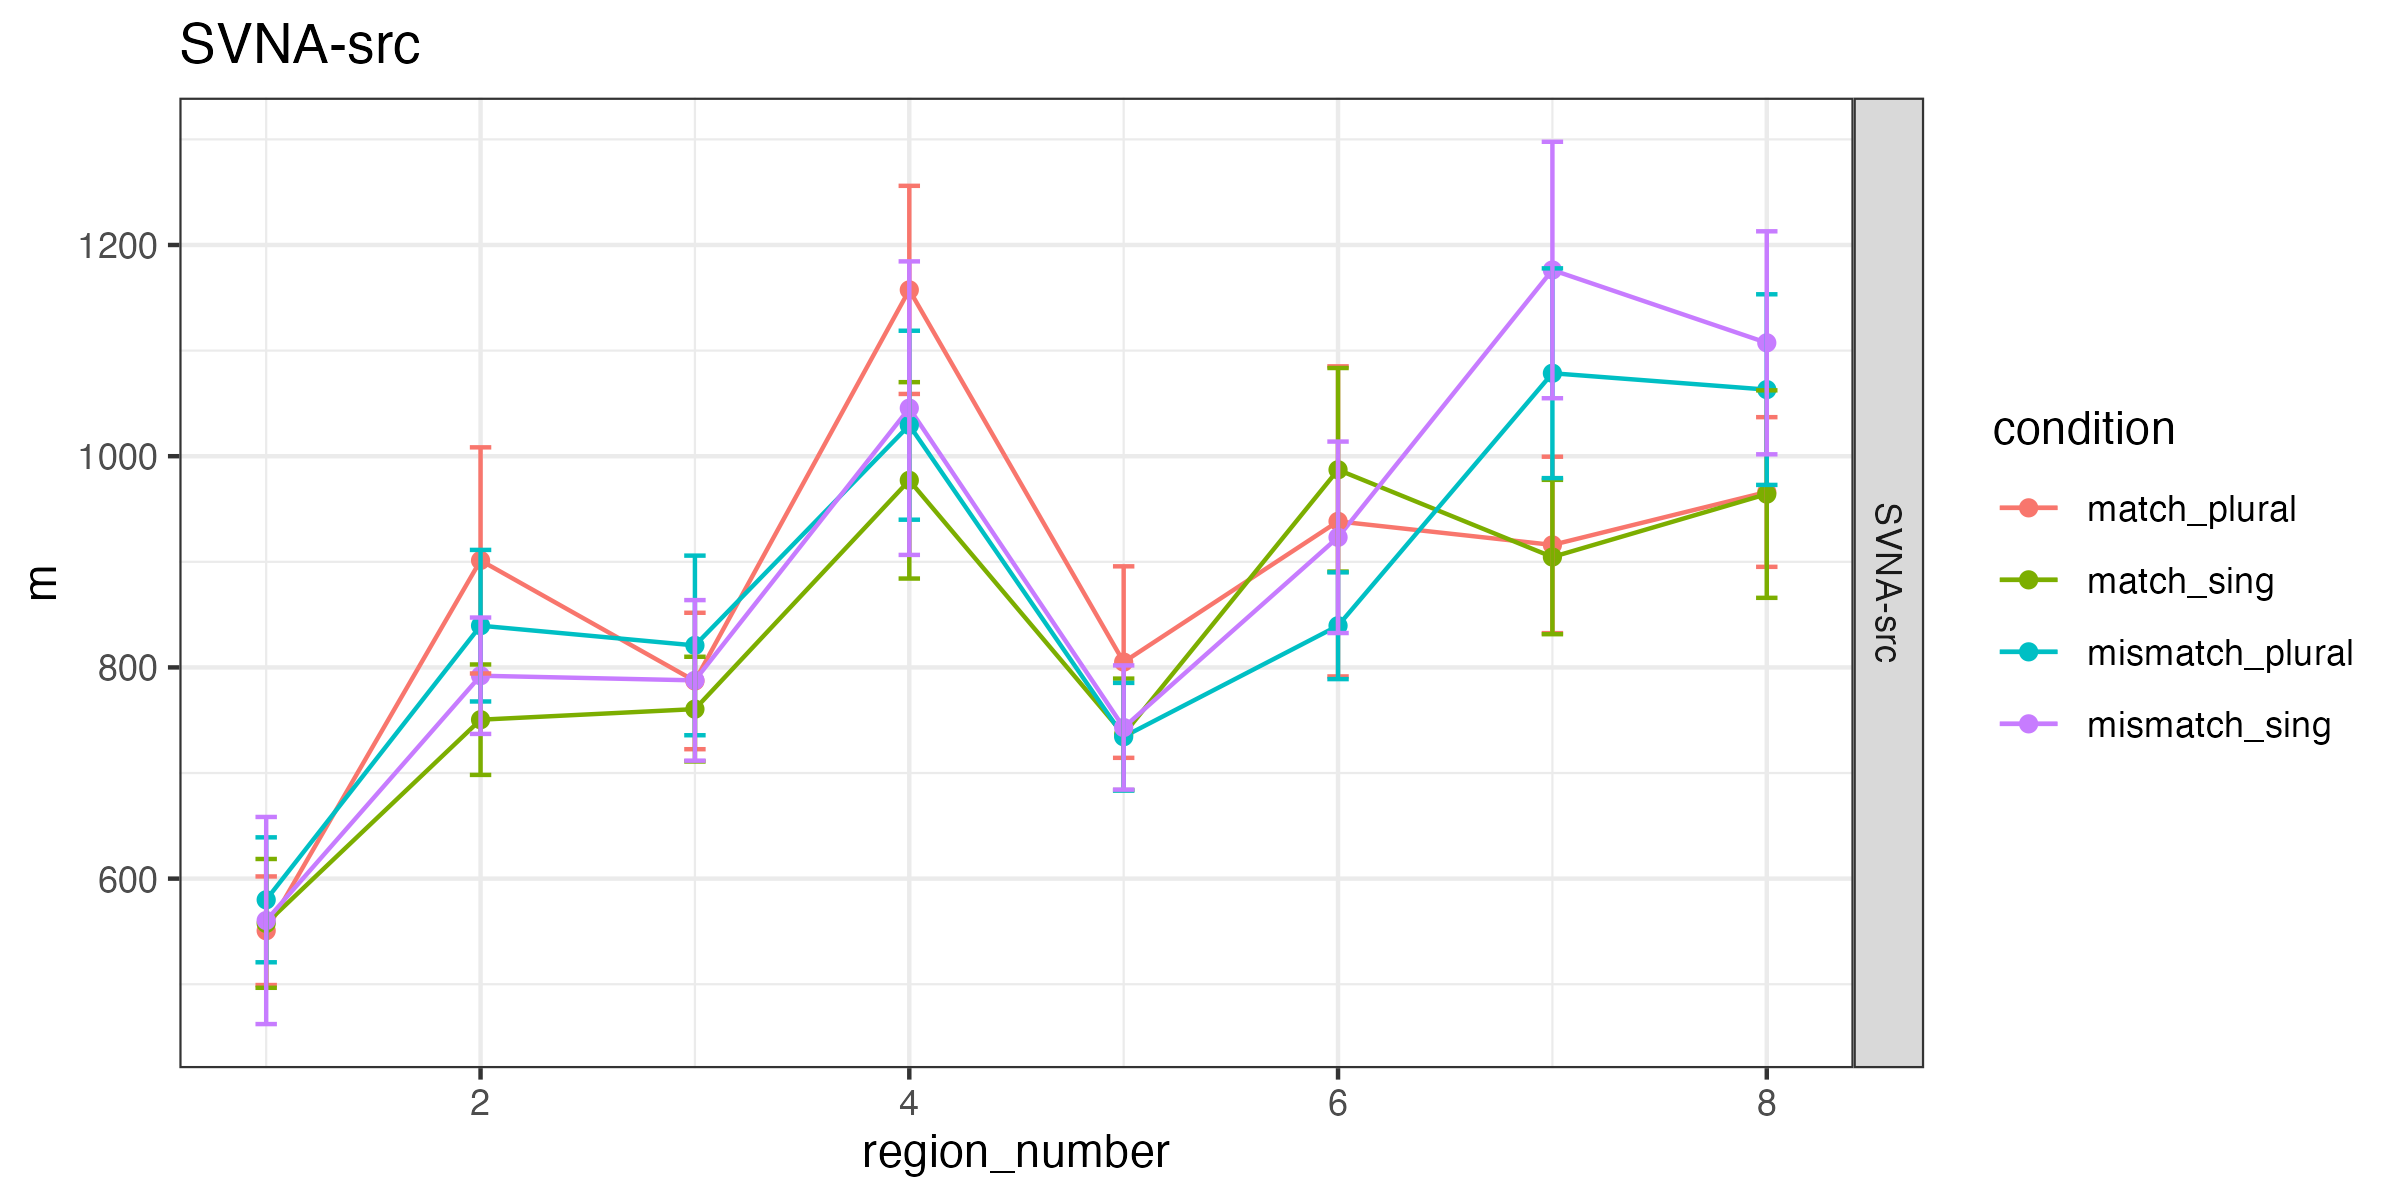 SVNA-src
1200
1000
800
600
m
2
4
6
8
region_number
SVNA-src
condition
match_plural
match_sing
mismatch_plural
mismatch_sing